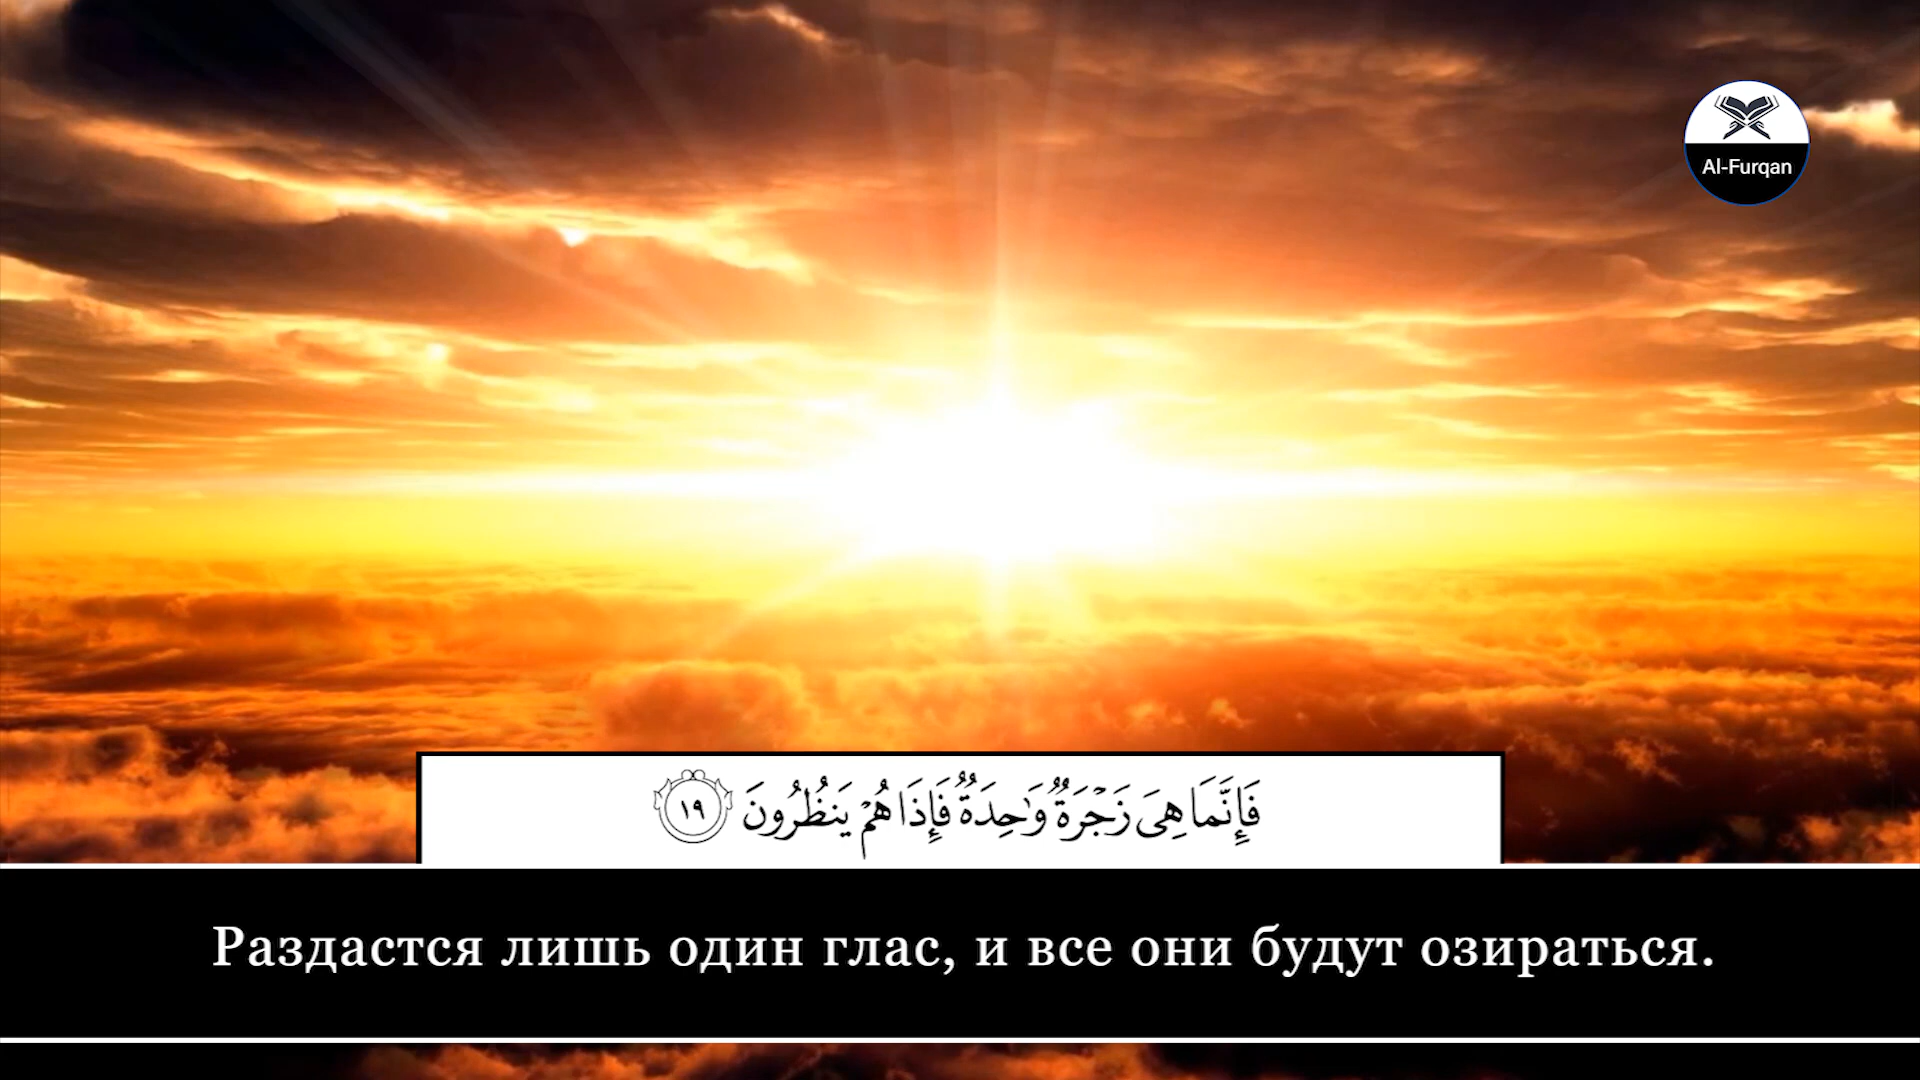 Al-Furqan
فَإِنَّمَا هِىَ زَجْرَةٌ وَٰحِدَةٌ فَإِذَا هُمْ يَنظُرُونَ ١٩
Раздастся лишь один глас, и все они будут озираться.